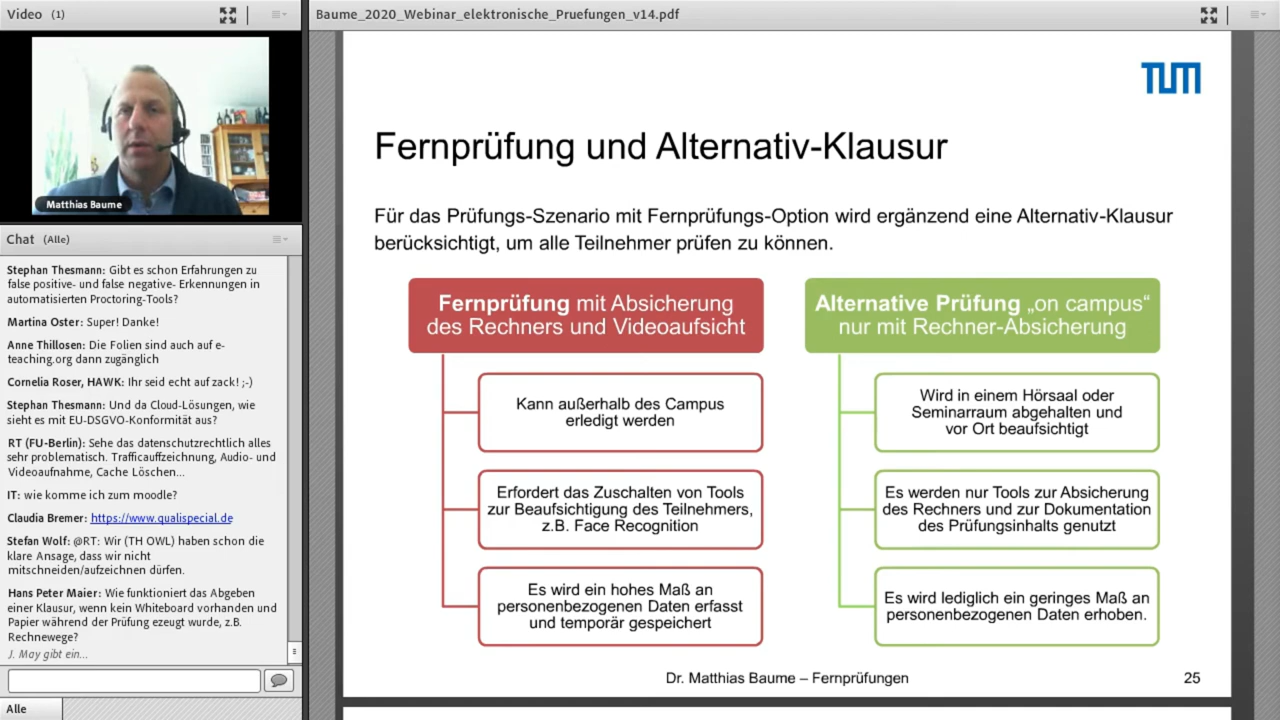 Video (1)
Baume_2020_Webinar_elektronische_Pruefungen_v14.pdf
Matthias Baume
Chat (Alle)
Stephan Thesmann: Gibt es schon Erfahrungen zu
false positive- und false negative- Erkennungen in
automatisierten Proctoring-Tools?
Martina Oster: Super! Danke!
Anne Thillosen: Die Folien sind auch auf e-
teaching.org dann zugänglich
Cornelia Roser, HAWK: Ihr seid echt auf zack! ;-)
Stephan Thesmann: Und da Cloud-Lösungen, wie
sieht es mit EU-DSGVO-Konformität aus?
RT (FU-Berlin): Sehe das datenschutzrechtlich alles
sehr problematisch. Trafficauffzeichnung, Audio- und
Videoaufnahme, Cache Löschen...
IT: wie komme ich zum moodle?
Claudia Bremer: https://www.qualispecial.de
Stefan Wolf: @RT: Wir (TH OWL) haben schon die
klare Ansage, dass wir nicht
mitschneiden/aufzeichnen dürfen.
Hans Peter Maier: Wie funktioniert das Abgeben
einer Klausur, wenn kein Whiteboard vorhanden und
Papier während der Prüfung ezeugt wurde, z.B.
Rechnewege?
J. May gibt ein...
Alle
TUM
Fernprüfung und Alternativ-Klausur
Für das Prüfungs-Szenario mit Fernprüfungs-Option wird ergänzend eine Alternativ-Klausur
berücksichtigt, um alle Teilnehmer prüfen zu können.
Fernprüfung mit Absicherung
des Rechners und Videoaufsicht
Kann außerhalb des Campus
erledigt werden
Erfordert das Zuschalten von Tools
zur Beaufsichtigung des Teilnehmers,
z.B. Face Recognition
Es wird ein hohes Maß an
personenbezogenen Daten erfasst
und temporär gespeichert
Alternative Prüfung „on campus“
nur mit Rechner-Absicherung
Wird in einem Hörsaal oder
Seminarraum abgehalten und
vor Ort beaufsichtigt
Es werden nur Tools zur Absicherung
des Rechners und zur Dokumentation
des Prüfungsinhalts genutzt
Es wird lediglich ein geringes Maß an
personenbezogenen Daten erhoben.
Dr. Matthias Baume – Fernprüfungen
25